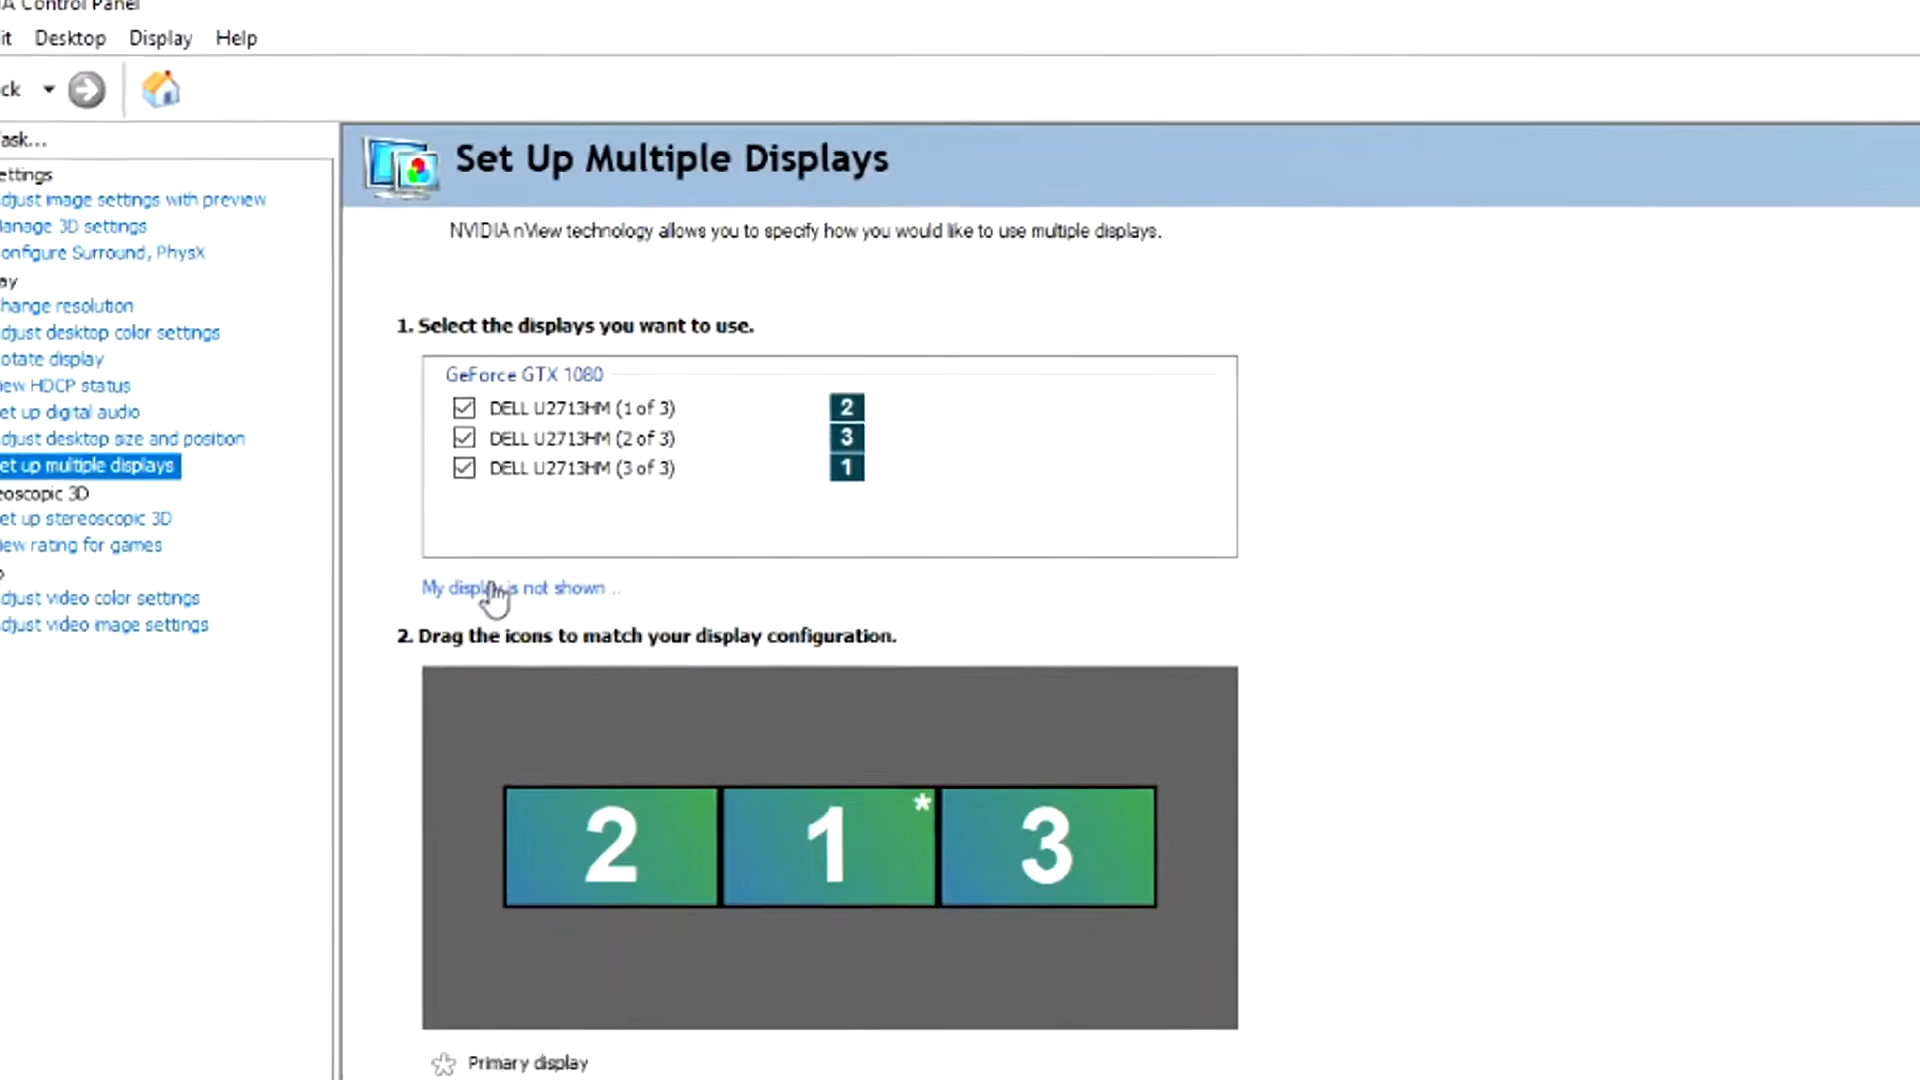 A Control Panel
it Desktop Display Help
ck
ask...
ettings
djust image settings with preview
anage 3D settings
onfigure Surround, PhysX
ay
hange resolution
djust desktop color settings
otate display
iew HDCP status
et up digital audio
djust desktop size and position
et up multiple displays
eoscopic 3D
et up stereoscopic 3D
iew rating for games
o
djust video color settings
djust video image settings
Set Up Multiple Displays
NVIDIA nView technology allows you to specify how you would like to use multiple displays.
1. Select the displays you want to use.
GeForce GTX 1080
DELL U2713HM (1 of 3) 2
DELL U2713HM (2 of 3) 3
DELL U2713HM (3 of 3) 1
My display is not shown...
2. Drag the icons to match your display configuration.
2 1 * 3
Primary display